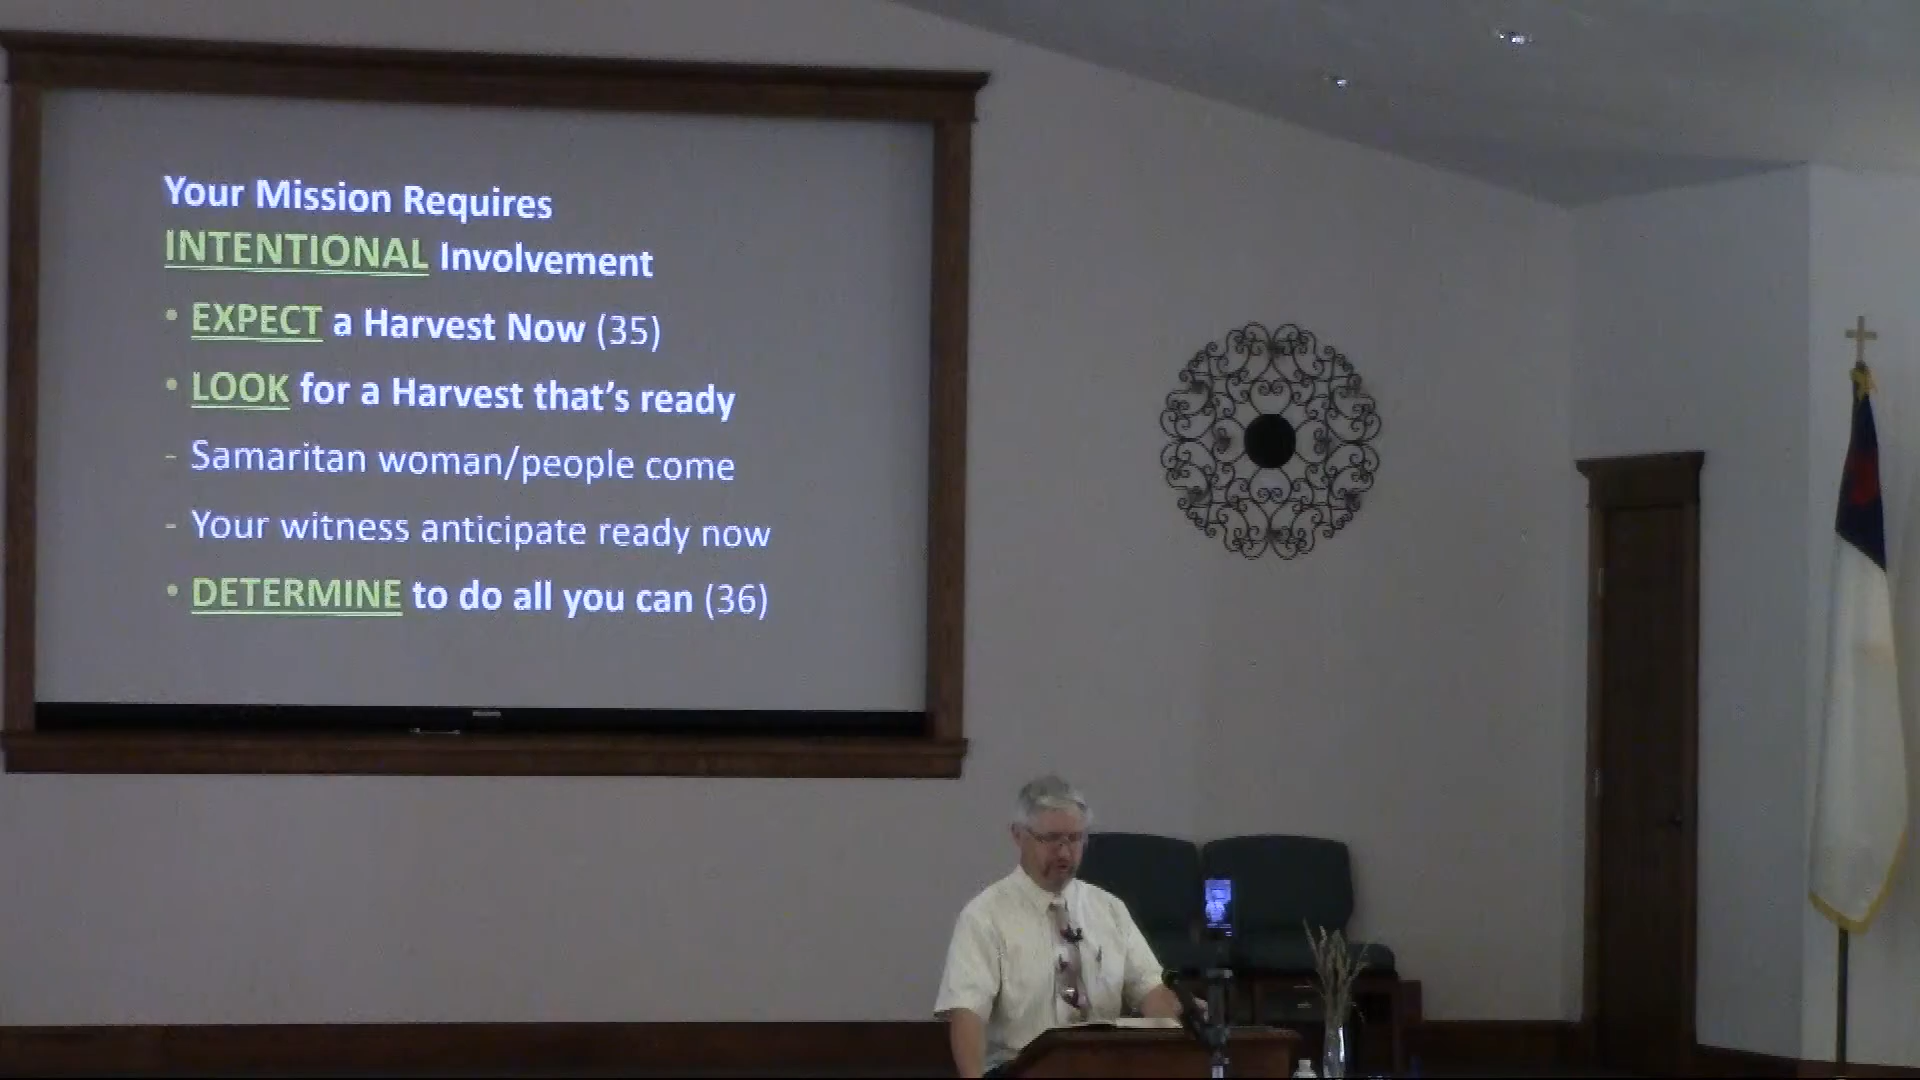 Your Mission Requires
INTENTIONAL Involvement
• EXPECT a Harvest Now (35)
• LOOK for a Harvest that's ready
- Samaritan woman/people come
- Your witness anticipate ready now
• DETERMINE to do all you can (36)